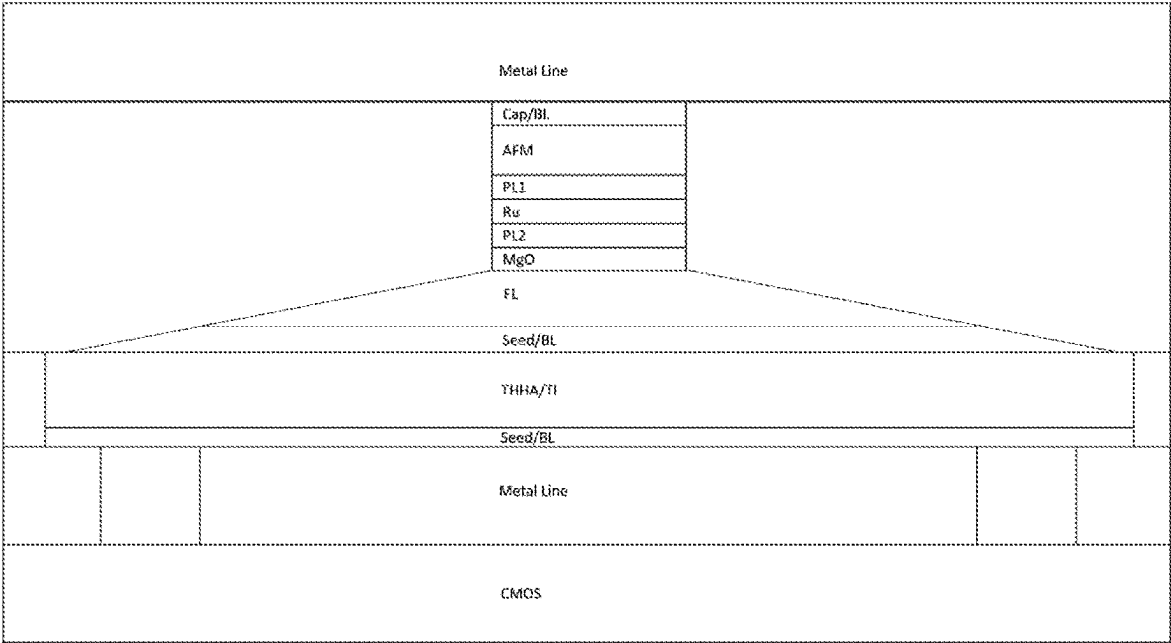 Metal Line
Cap/BL
AFM
PL1
Ru
PL2
MgO
FL
Seed/BL
THHA/TI
Seed/BL
Metal Line
CMOS